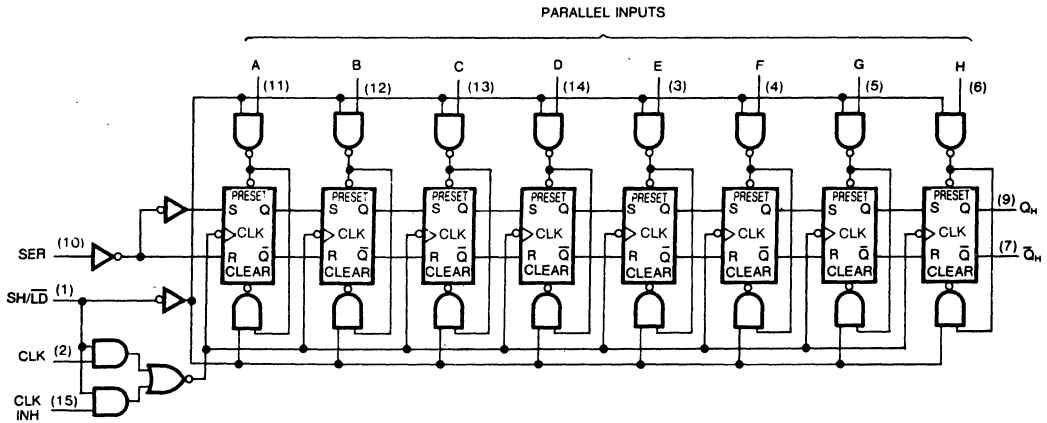 PARALLEL INPUTS
A B C D E F G H
(11) (12) (13) (14) (3) (4) (5) (6)
PRESET PRESET PRESET PRESET PRESET PRESET PRESET PRESET
S Q S Q S Q S Q S Q S Q S Q S Q (9) QH
CLK CLK CLK CLK CLK CLK CLK CLK
SER (10) R Q̅ R Q̅ R Q̅ R Q̅ R Q̅ R Q̅ R Q̅ R Q̅ (7) Q̅H
CLEAR CLEAR CLEAR CLEAR CLEAR CLEAR CLEAR CLEAR
SH/L̅D̅ (1)
CLK (2)
CLK (15)
INH